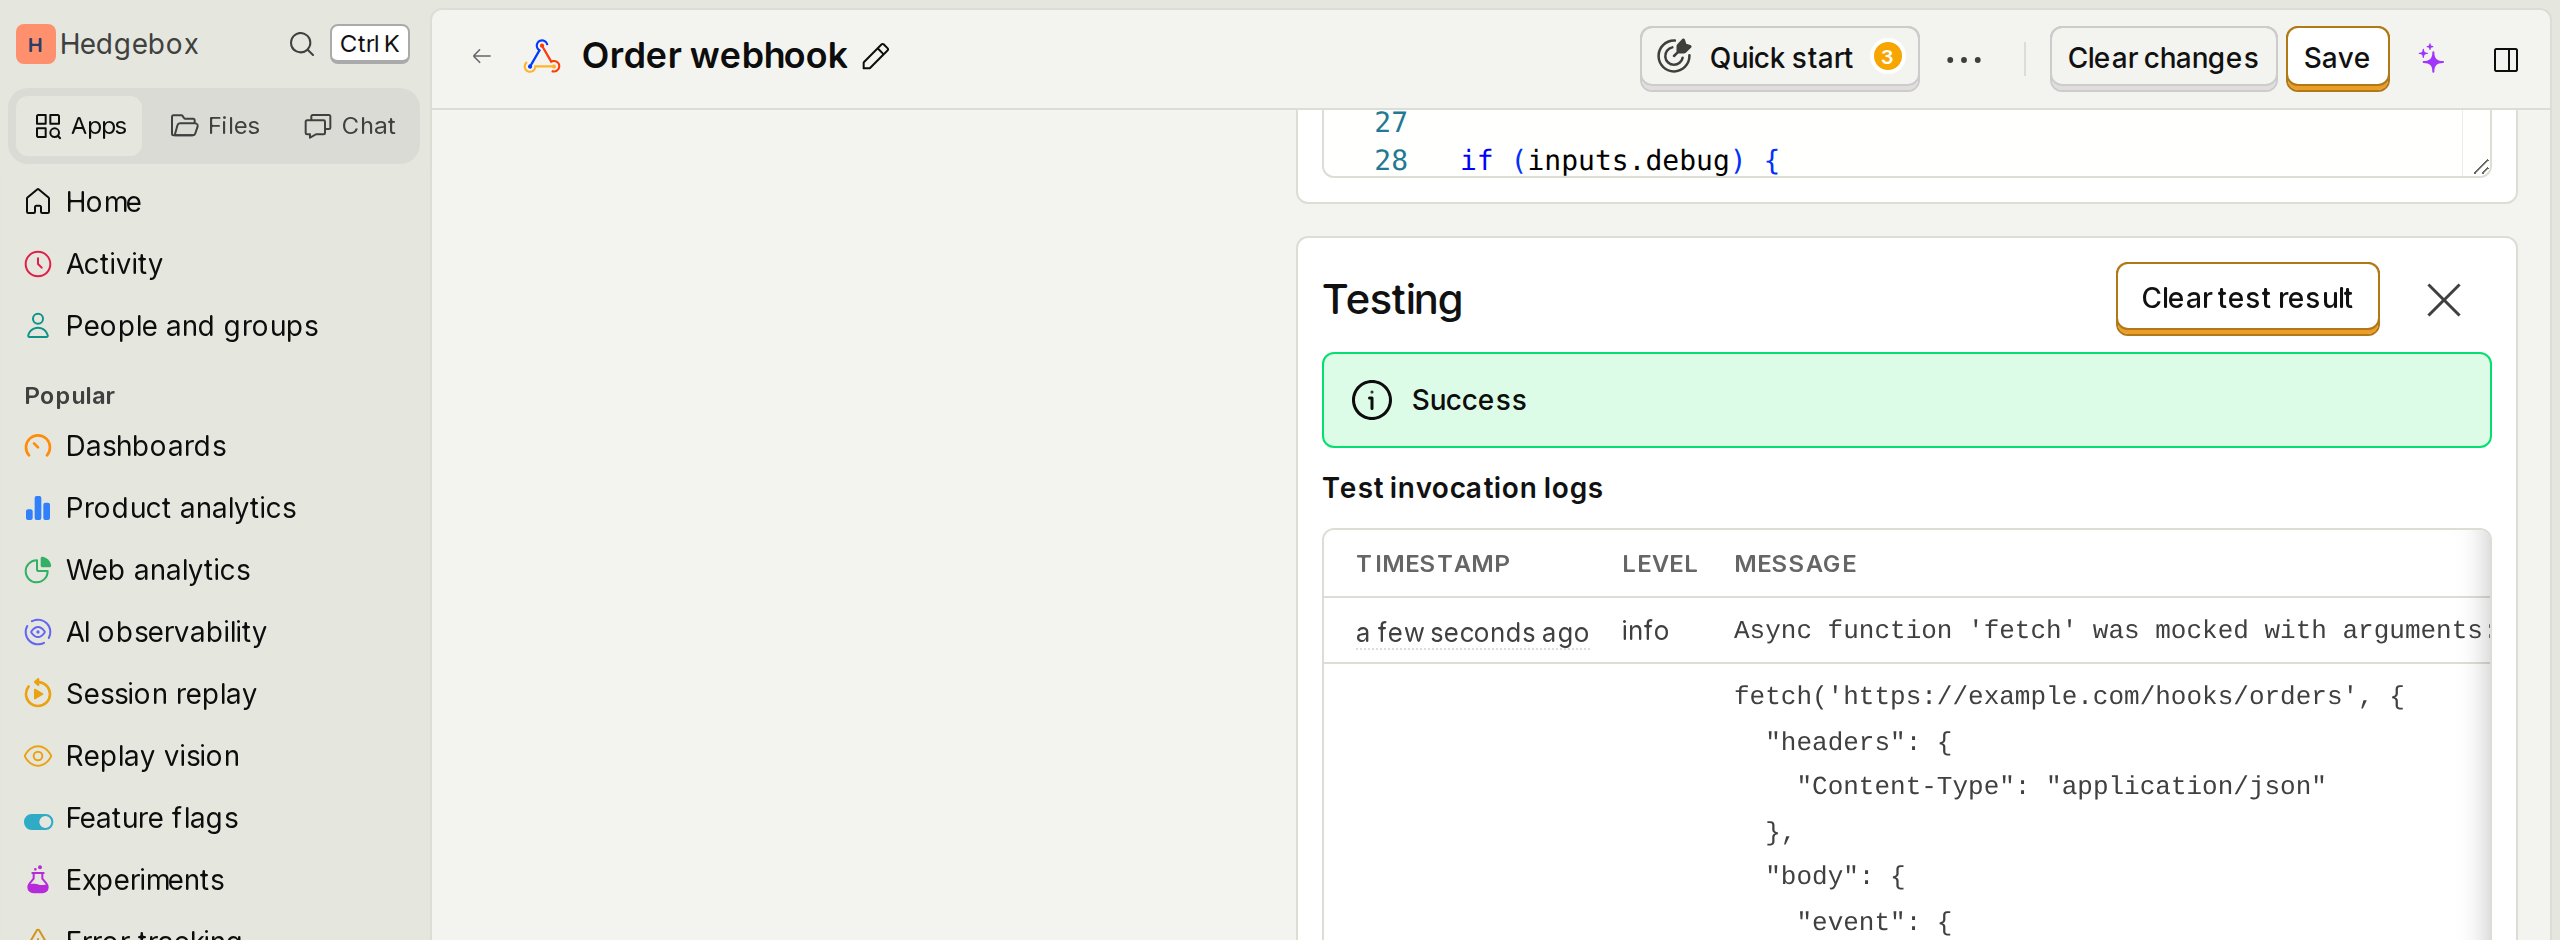 H Hedgebox Ctrl K
Apps Files Chat
Home
Activity
People and groups
Popular
Dashboards
Product analytics
Web analytics
AI observability
Session replay
Replay vision
Feature flags
Experiments
Error tracking
Order webhook
Quick start 3
Clear changes
Save
27
28 if (inputs.debug) {
Testing
Clear test result
Success
Test invocation logs
TIMESTAMP LEVEL MESSAGE
a few seconds ago info Async function 'fetch' was mocked with arguments:
fetch('https://example.com/hooks/orders', {
"headers": {
"Content-Type": "application/json"
},
"body": {
"event": {